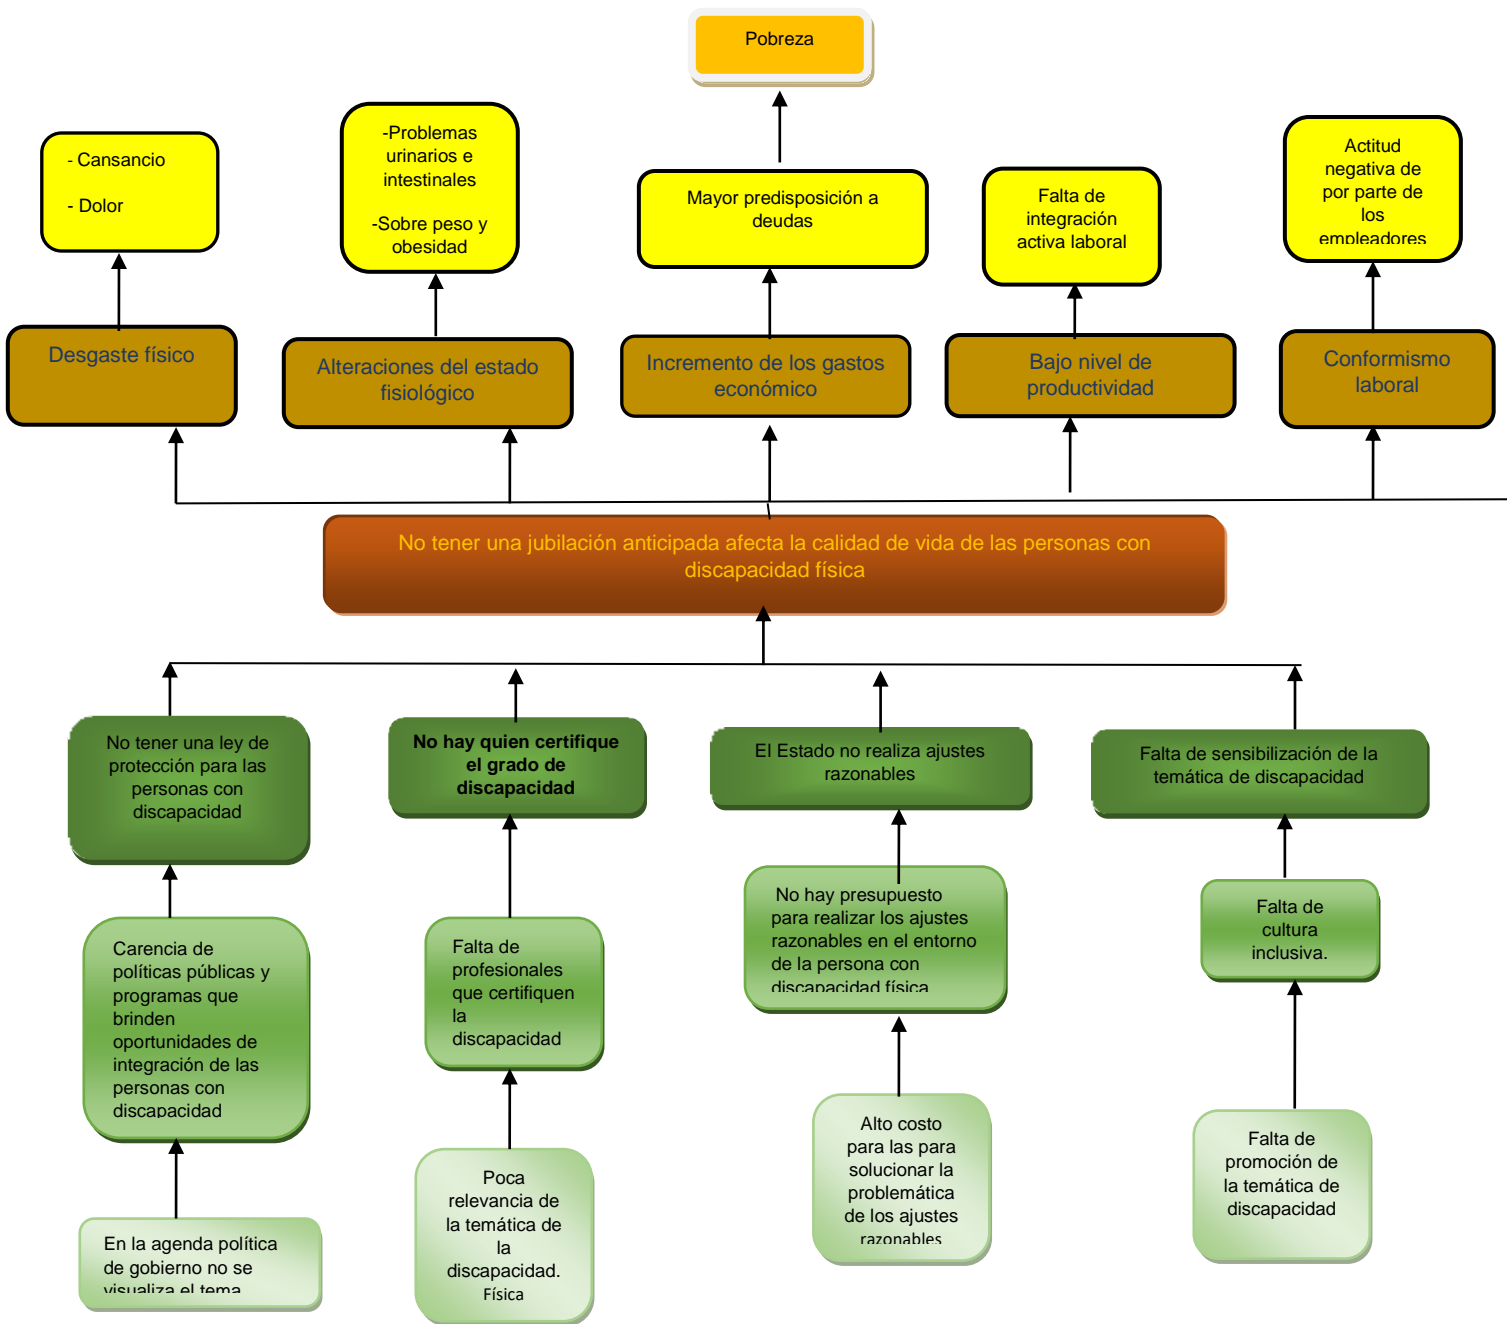 Pobreza
- Cansancio
- Dolor
-Problemas
urinarios e
intestinales
-Sobre peso y
obesidad
Mayor predisposición a
deudas
Falta de
integración
activa laboral
Actitud
negativa de
por parte de
los
empleadores
Desgaste físico
Alteraciones del estado
fisiológico
Incremento de los gastos
económico
Bajo nivel de
productividad
Conformismo
laboral
No tener una jubilación anticipada afecta la calidad de vida de las personas con
discapacidad física
No tener una ley de
protección para las
personas con
discapacidad
No hay quien certifique
el grado de
discapacidad
El Estado no realiza ajustes
razonables
Falta de sensibilización de la
temática de discapacidad
Carencia de
políticas públicas y
programas que
brinden
oportunidades de
integración de las
personas con
discapacidad
Falta de
profesionales
que certifiquen
la
discapacidad
No hay presupuesto
para realizar los ajustes
razonables en el entorno
de la persona con
discapacidad física
Falta de
cultura
inclusiva.
En la agenda política
de gobierno no se
visualiza el tema
Poca
relevancia de
la temática de
la
discapacidad.
Física
Alto costo
para las para
solucionar la
problemática
de los ajustes
razonables
Falta de
promoción de
la temática de
discapacidad